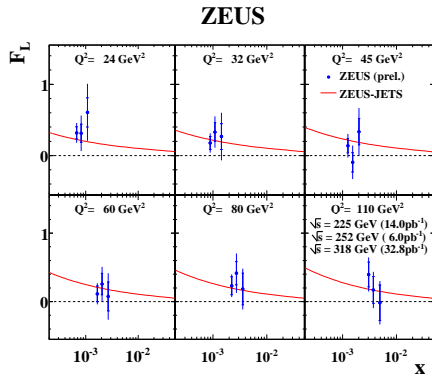 ZEUS
F_L
Q²= 24 GeV²
Q²= 32 GeV²
Q²= 45 GeV²
ZEUS (prel.)
ZEUS-JETS
1
0
Q²= 60 GeV²
Q²= 80 GeV²
Q²= 110 GeV²
√s = 225 GeV (14.0pb⁻¹)
√s = 252 GeV ( 6.0pb⁻¹)
√s = 318 GeV (32.8pb⁻¹)
1
0
10⁻³ 10⁻² 10⁻³ 10⁻² 10⁻³ 10⁻²
x